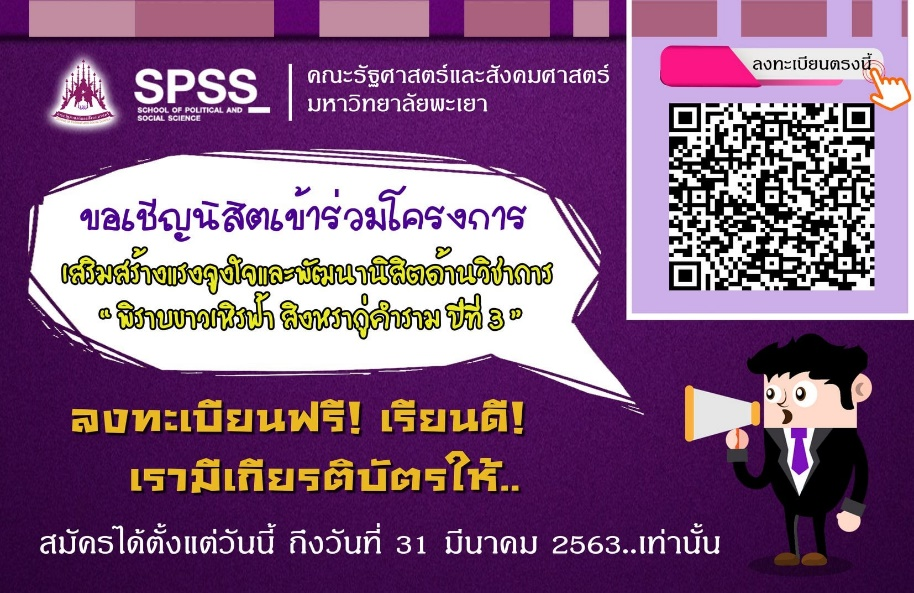 SPSS
SCHOOL OF POLITICAL AND
SOCIAL SCIENCE
คณะรัฐศาสตร์และสังคมศาสตร์
มหาวิทยาลัยพะเยา
ลงทะเบียนตรงนี้
ขอเชิญนิสิตเข้าร่วมโครงการ
เสริมสร้างแรงจูงใจและพัฒนานิสิตด้านวิชาการ
“ พิราบขาวเหิรฟ้า สิงหราภู่คำราม ปีที่ 3 ”
ลงทะเบียนฟรี! เรียนดี!
เรามีเกียรติบัตรให้..
สมัครได้ตั้งแต่วันนี้ ถึงวันที่ 31 มีนาคม 2563..เท่านั้น